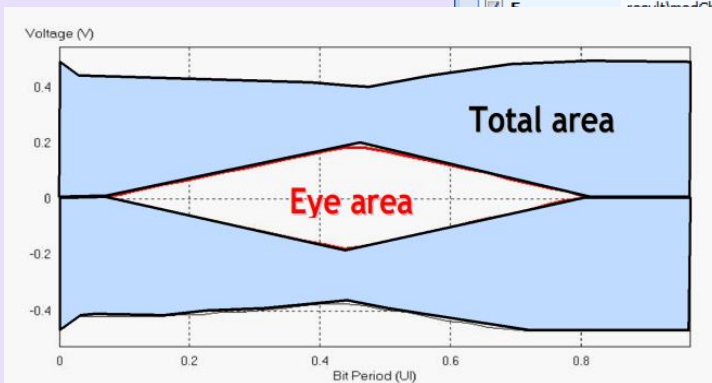 Voltage (V)
0.4
0.2
Total area
0
Eye area
-0.2
-0.4
0 0.2 0.4 0.6 0.8
Bit Period (UI)